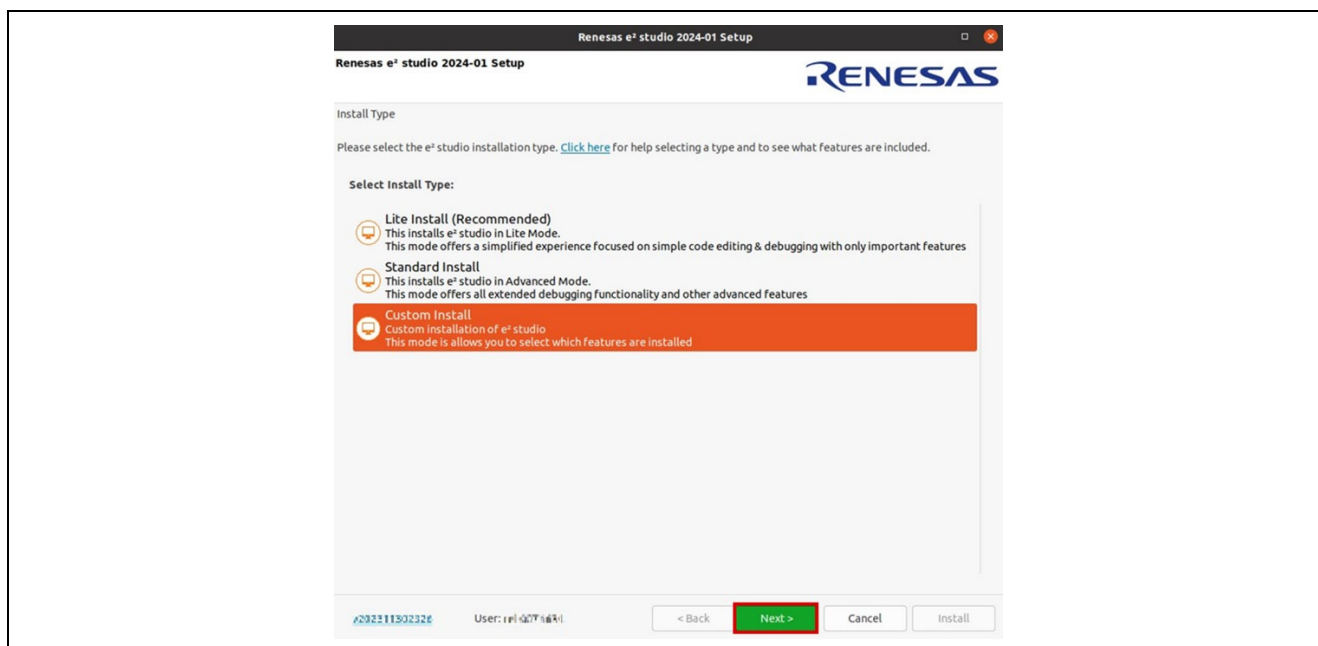 Renesas e² studio 2024-01 Setup
Renesas e² studio 2024-01 Setup
RENESAS
Install Type
Please select the e² studio installation type. Click here for help selecting a type and to see what features are included.
Select Install Type:
Lite Install (Recommended)
This installs e² studio in Lite Mode.
This mode offers a simplified experience focused on simple code editing & debugging with only important features
Standard Install
This installs e² studio in Advanced Mode.
This mode offers all extended debugging functionality and other advanced features
Custom Install
Custom installation of e² studio
This mode is allows you to select which features are installed
User:
< Back
Next >
Cancel
Install